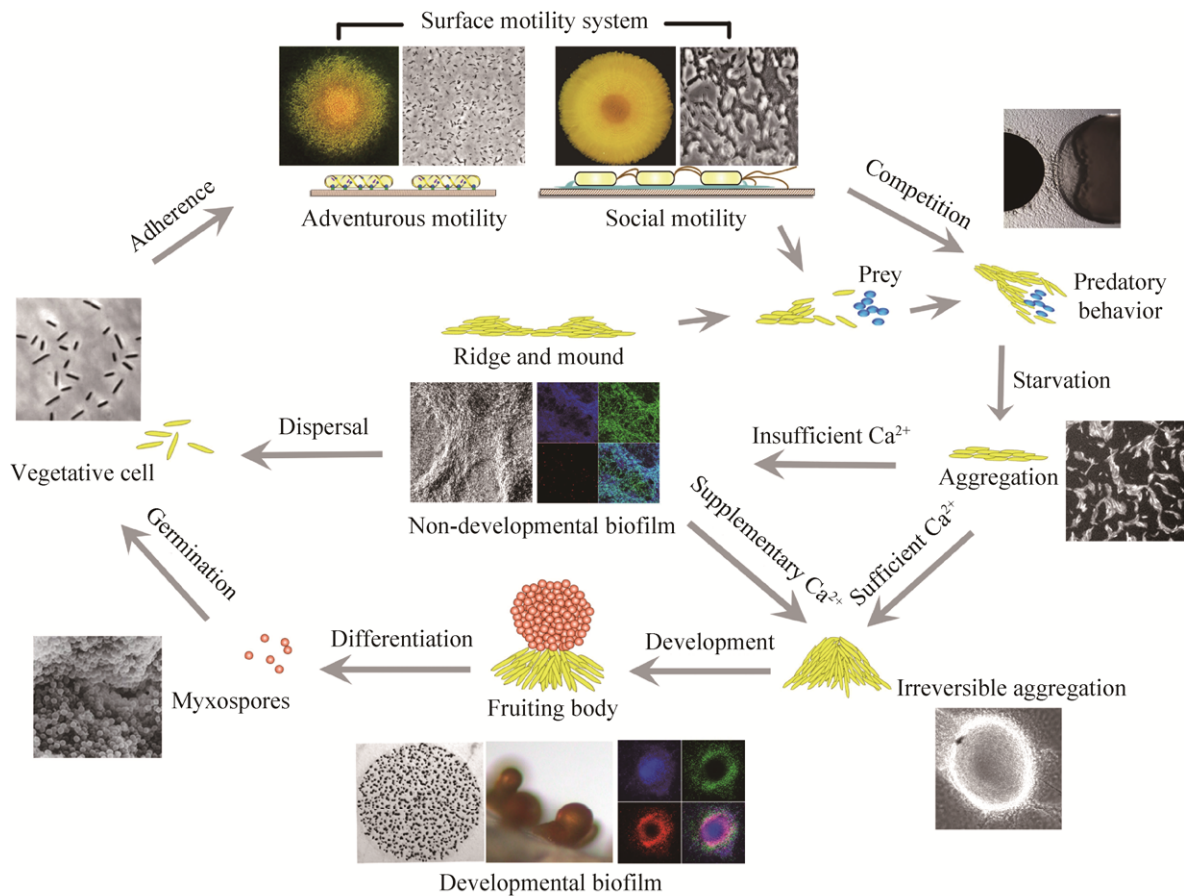 Surface motility system
Adventurous motility
Social motility
Adherence
Competition
Prey
Predatory
behavior
Ridge and mound
Starvation
Dispersal
Insufficient Ca²⁺
Vegetative cell
Aggregation
Non-developmental biofilm
Supplementary Ca²⁺
Sufficient Ca²⁺
Germination
Differentiation
Development
Myxospores
Fruiting body
Irreversible aggregation
Developmental biofilm